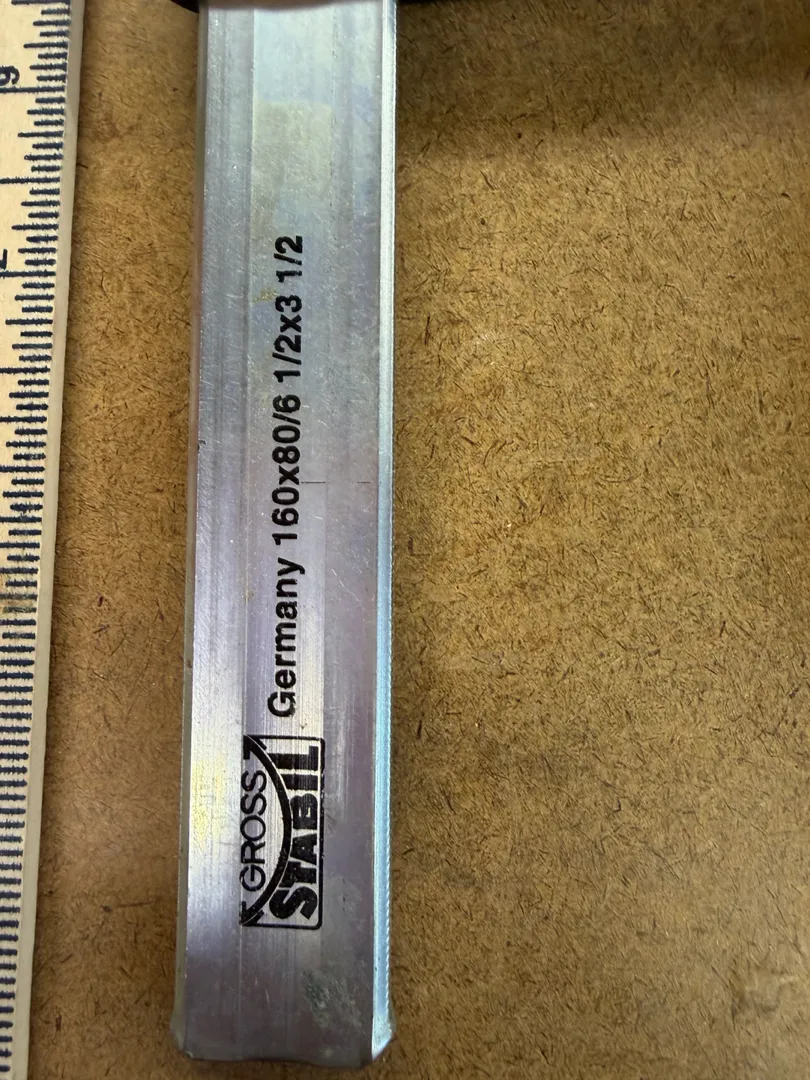 GROSS
STABIL
Germany 160x80/6 1/2x3 1/2